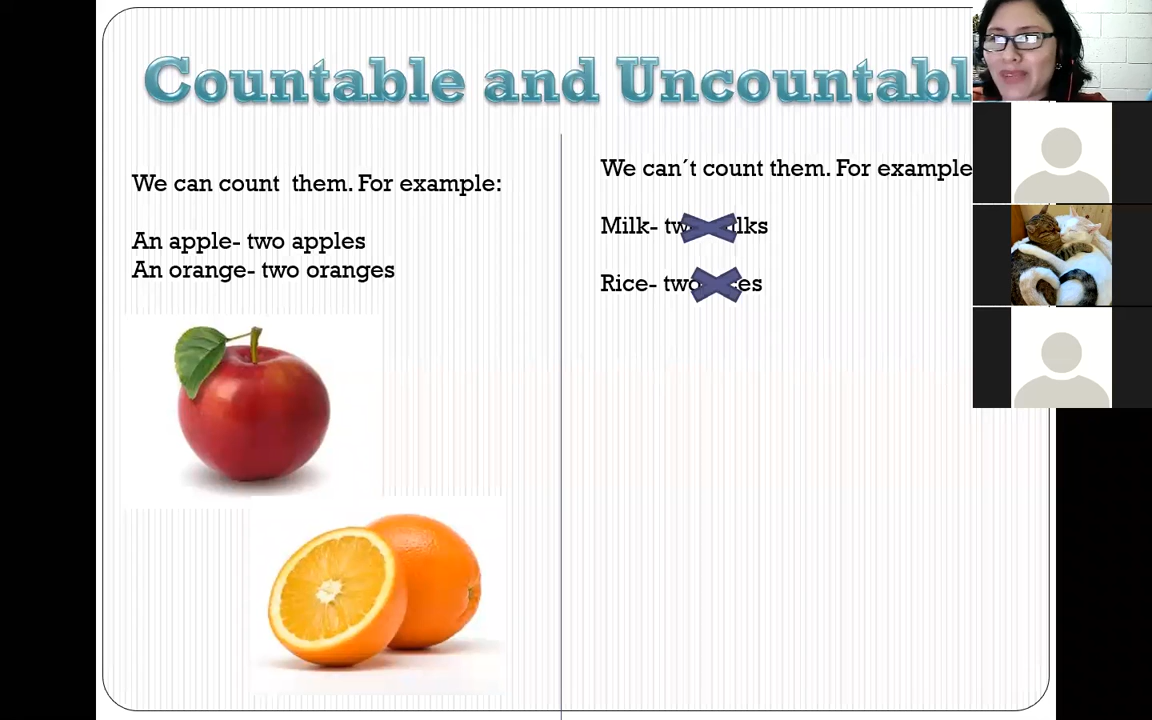 Countable and Uncountabl
We can count  them. For example:
An apple- two apples
An orange- two oranges
We can´t count them. For example
Milk- tw lks
Rice- two es